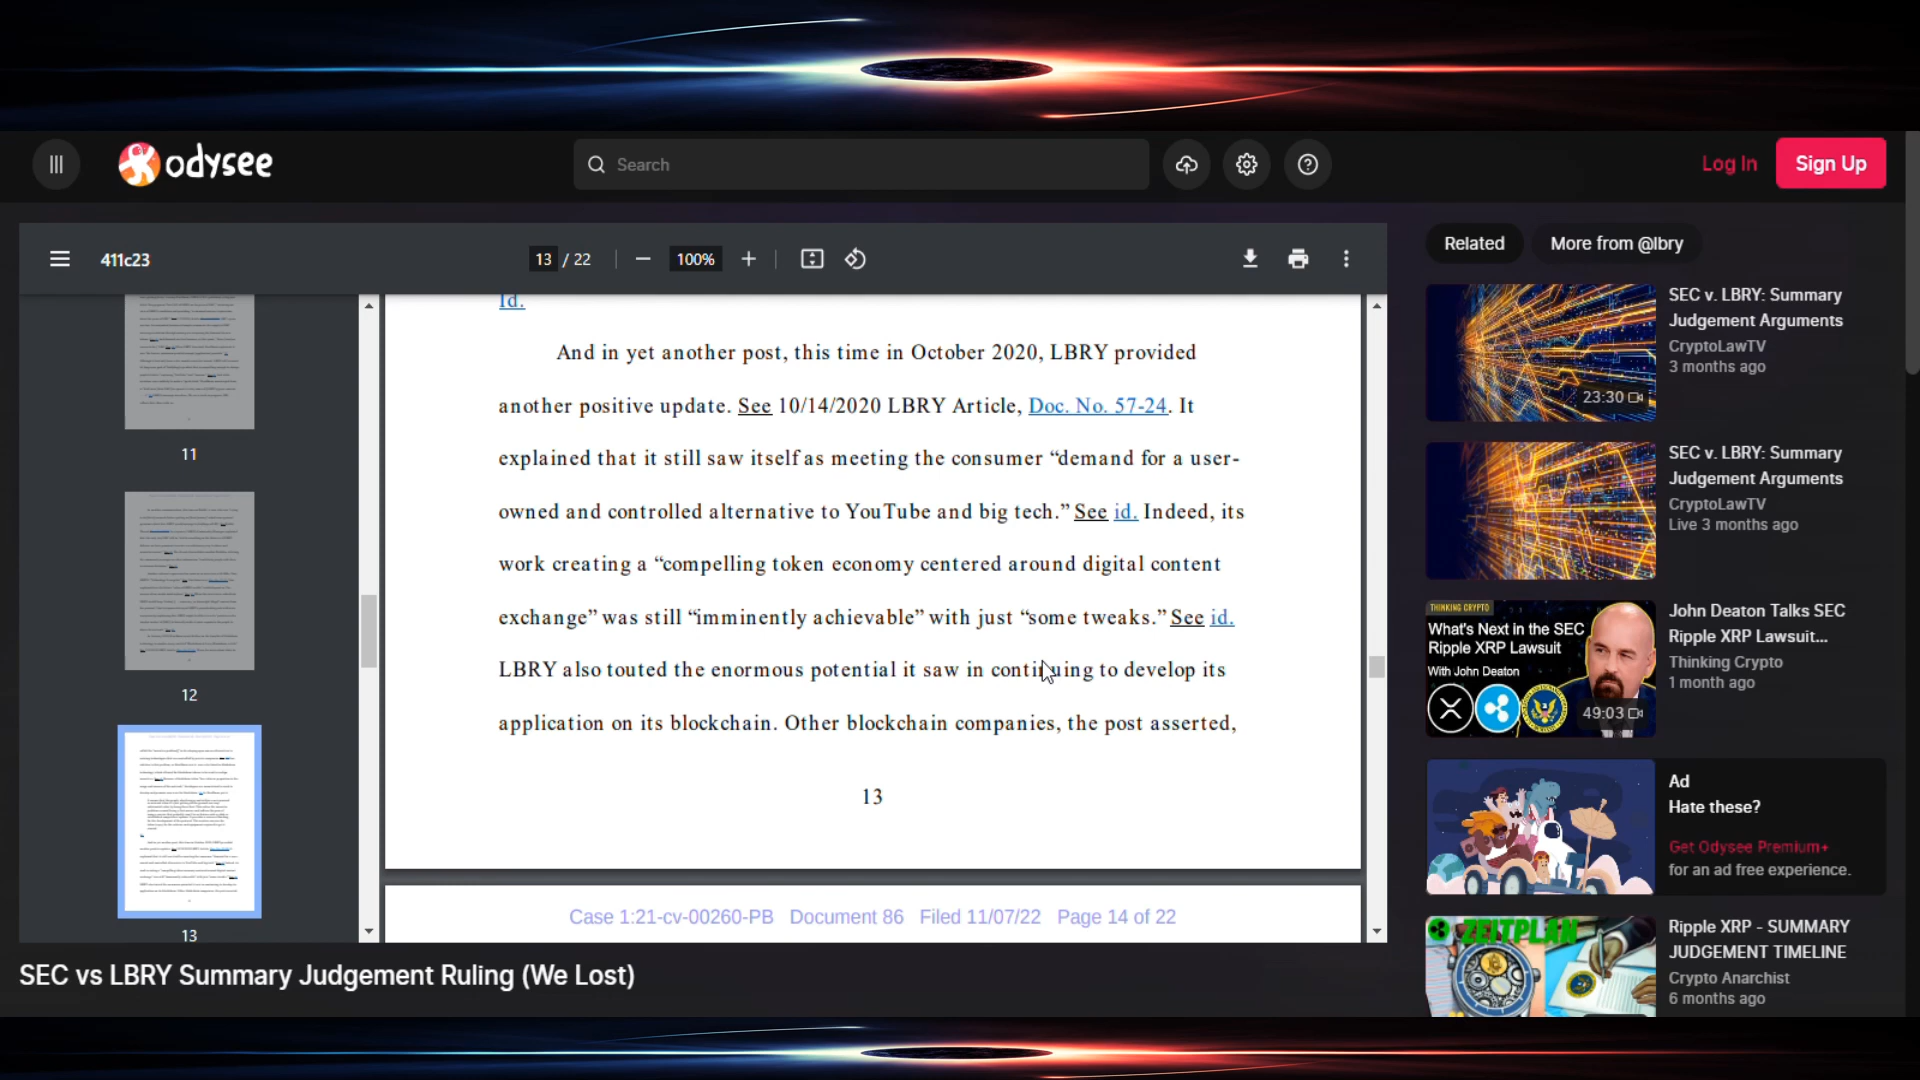 odysee
Search
Log In
Sign Up
411c23
13 / 22
100%
11
12
13
Id.
And in yet another post, this time in October 2020, LBRY provided
another positive update. See 10/14/2020 LBRY Article, Doc. No. 57-24. It
explained that it still saw itself as meeting the consumer “demand for a user-
owned and controlled alternative to YouTube and big tech.” See id. Indeed, its
work creating a “compelling token economy centered around digital content
exchange” was still “imminently achievable” with just “some tweaks.” See id.
LBRY also touted the enormous potential it saw in continuing to develop its
application on its blockchain. Other blockchain companies, the post asserted,
13
Case 1:21-cv-00260-PB Document 86 Filed 11/07/22 Page 14 of 22
SEC vs LBRY Summary Judgement Ruling (We Lost)
Related
More from @lbry
23:30
SEC v. LBRY: Summary
Judgement Arguments
CryptoLawTV
3 months ago
SEC v. LBRY: Summary
Judgement Arguments
CryptoLawTV
Live 3 months ago
THINKING CRYPTO
What's Next in the SEC
Ripple XRP Lawsuit
With John Deaton
49:03
John Deaton Talks SEC
Ripple XRP Lawsuit...
Thinking Crypto
1 month ago
Ad
Hate these?
Get Odysee Premium+
for an ad free experience.
ZEITPLAN
Ripple XRP - SUMMARY
JUDGEMENT TIMELINE
Crypto Anarchist
6 months ago